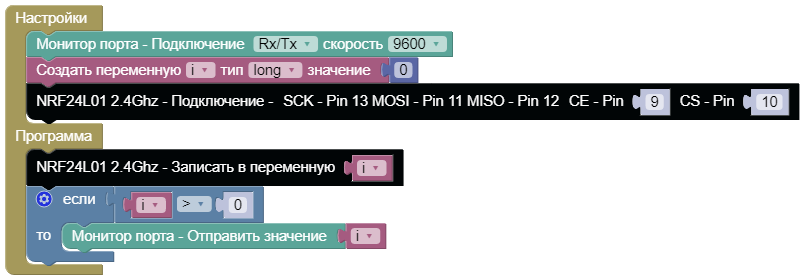 Настройки
Монитор порта - Подключение Rx/Tx скорость 9600
Создать переменную i тип long значение 0
NRF24L01 2.4Ghz - Подключение - SCK - Pin 13 MOSI - Pin 11 MISO - Pin 12 CE - Pin 9 CS - Pin 10
Программа
NRF24L01 2.4Ghz - Записать в переменную i
если i > 0
то Монитор порта - Отправить значение i